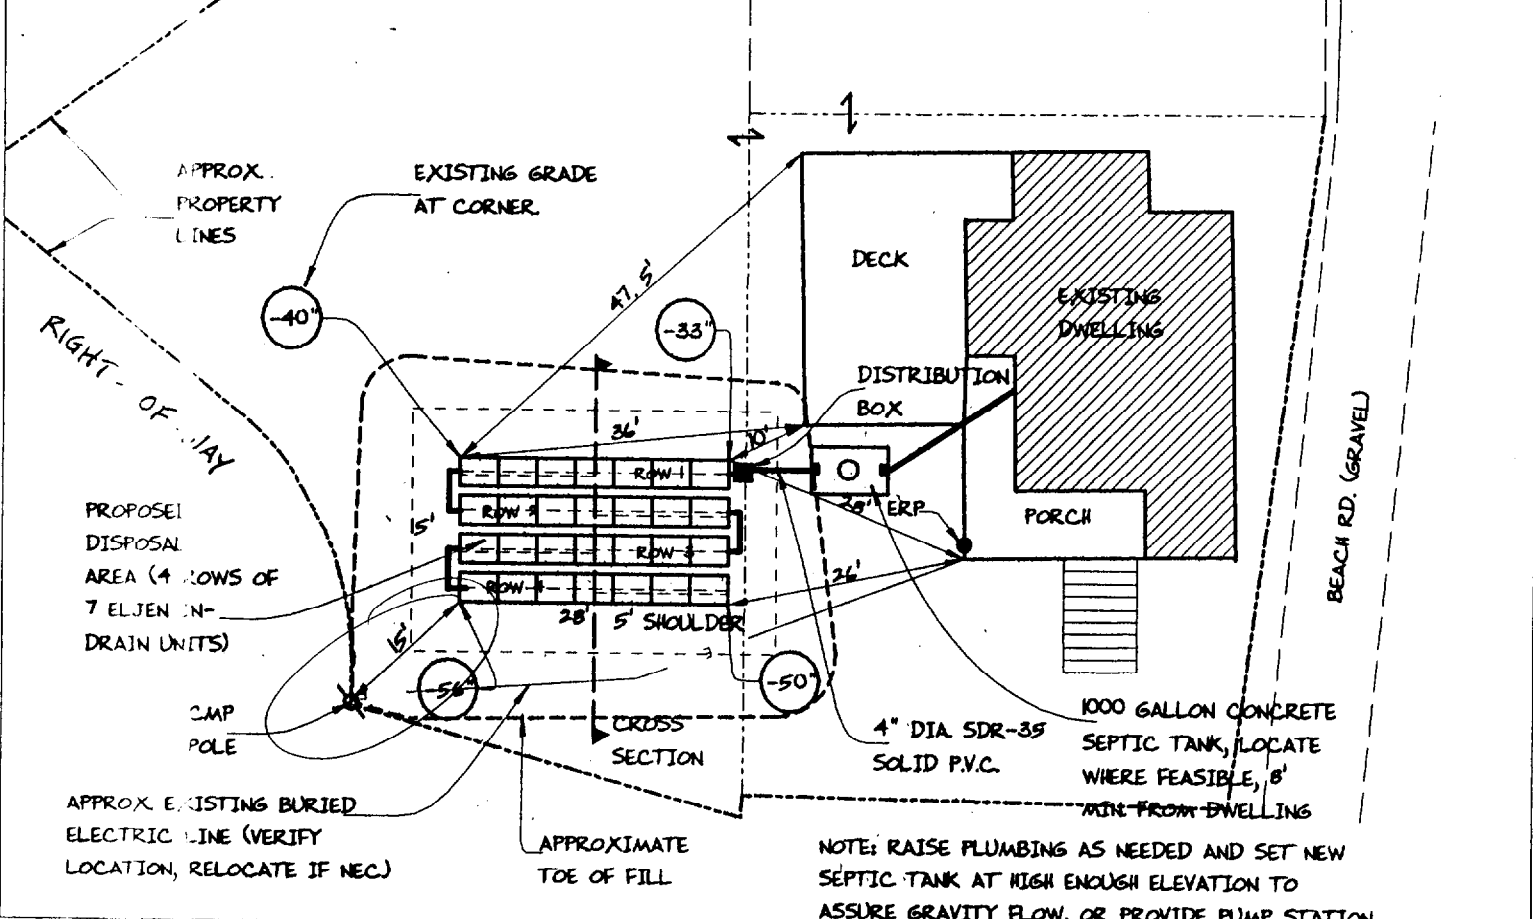 APPROX.
PROPERTY
LINES
EXISTING GRADE
AT CORNER
-40"
47.5'
-33"
DECK
EXISTING
DWELLING
DISTRIBUTION
BOX
RIGHT-OF
36'
10'
ROW 1
ROW
ROW 3
ROW 4
15'
ERP
PORCH
26'
28'
5' SHOULDER
15'
BEACH RD. (GRAVEL)
DISPOSAL
AREA (4 ROWS OF
7 ELJEN IN-
DRAIN UNITS)
-56"
-50"
CMP
POLE
CROSS
SECTION
4" DIA. SDR-35
SOLID P.V.C.
1000 GALLON CONCRETE
SEPTIC TANK, LOCATE
WHERE FEASIBLE, 8'
MIN. FROM DWELLING
APPROX. EXISTING BURIED
ELECTRIC LINE (VERIFY
LOCATION, RELOCATE IF NEC.)
APPROXIMATE
TOE OF FILL
NOTE: RAISE PLUMBING AS NEEDED AND SET NEW
SEPTIC TANK AT HIGH ENOUGH ELEVATION TO
ASSURE GRAVITY FLOW, OR PROVIDE PUMP STATION